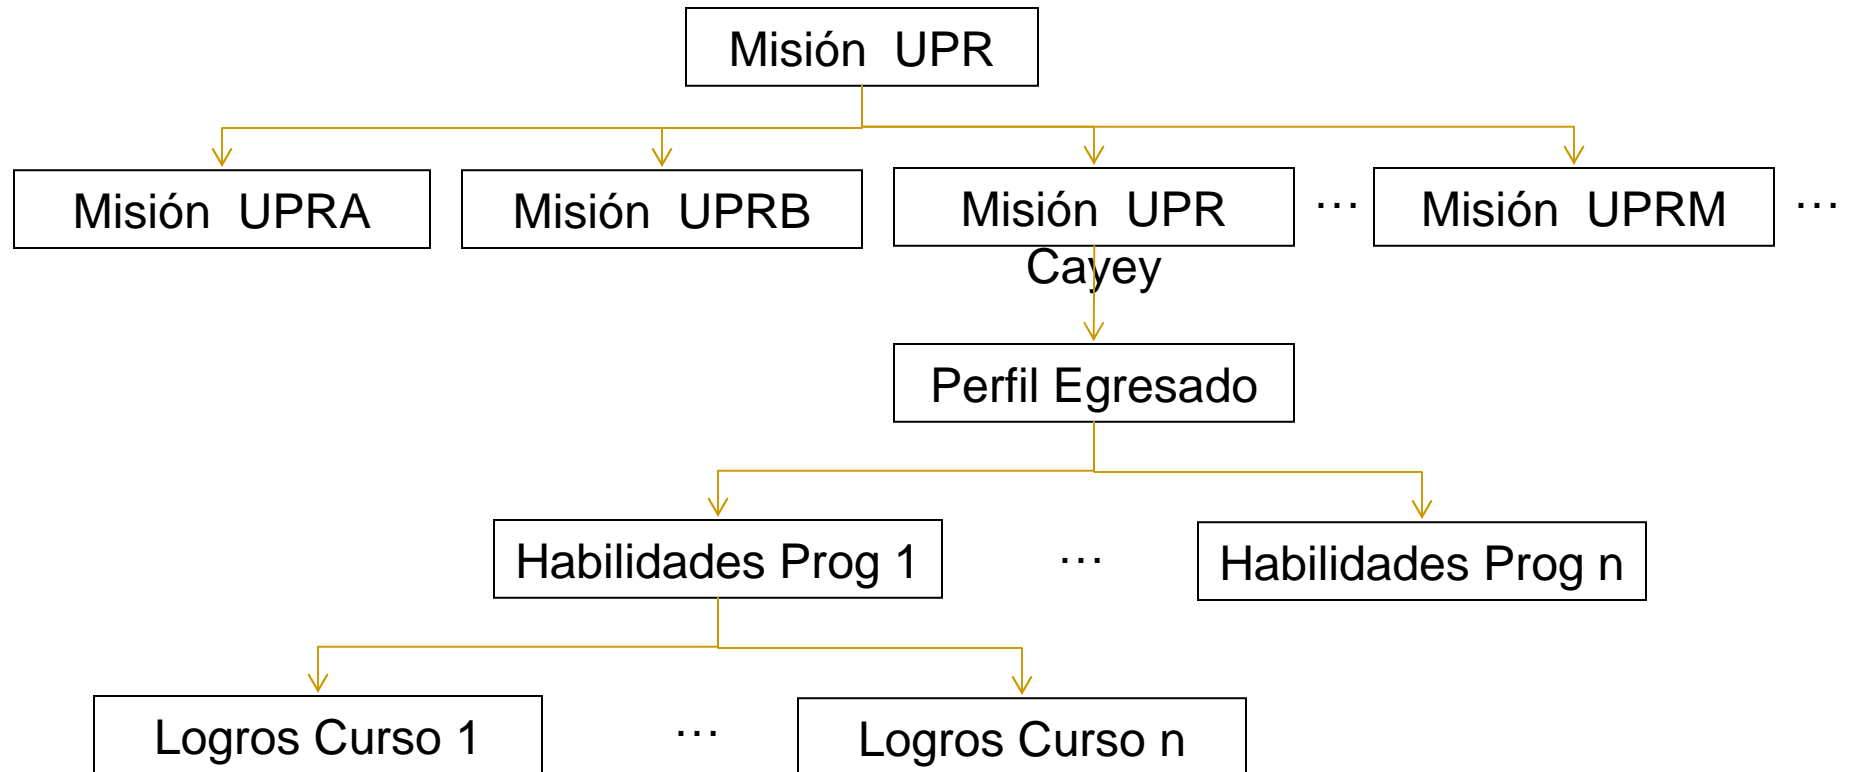 Misión UPR
Misión UPRA
Misión UPRB
Misión UPR
Cayey
…
Misión UPRM
…
Perfil Egresado
Habilidades Prog 1
…
Habilidades Prog n
Logros Curso 1
…
Logros Curso n